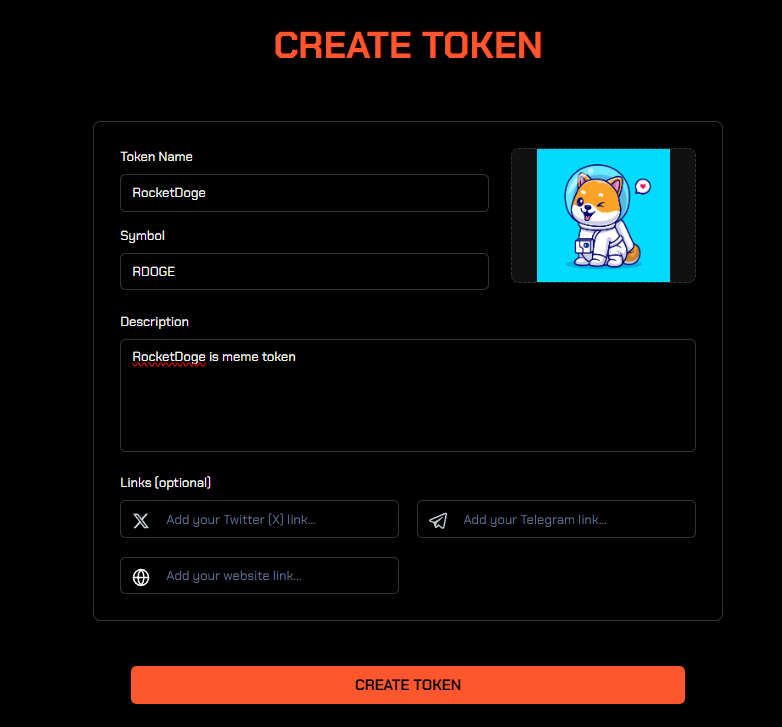 CREATE TOKEN
Token Name
RocketDoge
Symbol
RDOGE
Description
RocketDoge is meme token
Links (optional)
Add your Twitter (X) link...
Add your Telegram link...
Add your website link...
CREATE TOKEN